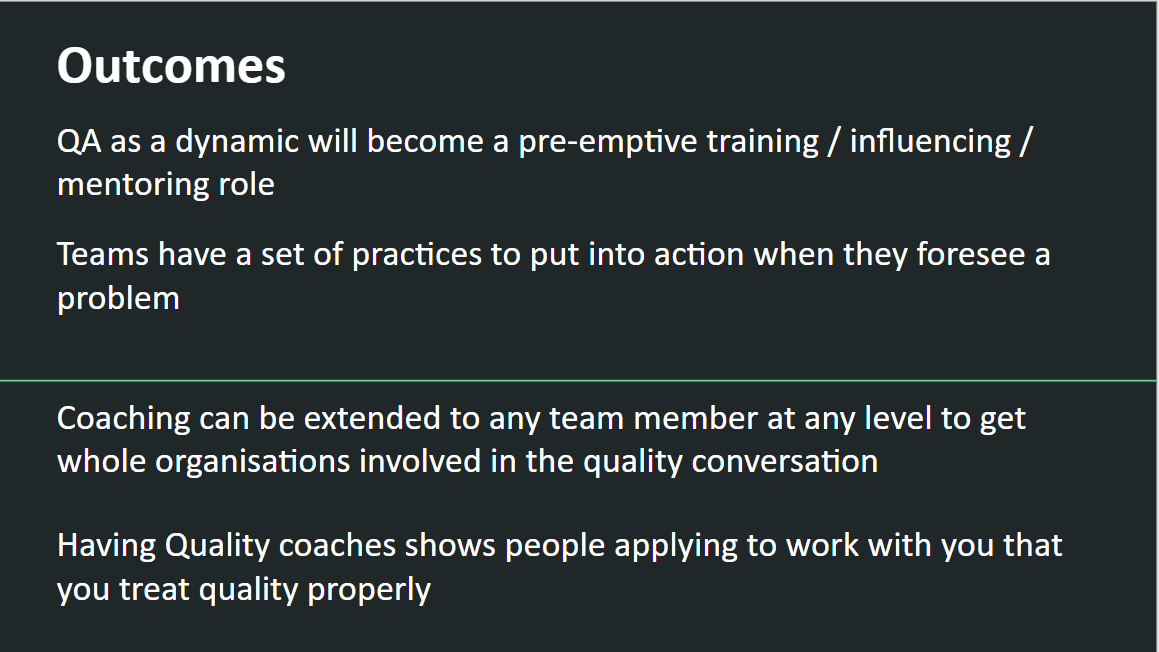 Outcomes
QA as a dynamic will become a pre-emptive training / influencing /
mentoring role
Teams have a set of practices to put into action when they foresee a
problem
Coaching can be extended to any team member at any level to get
whole organisations involved in the quality conversation
Having Quality coaches shows people applying to work with you that
you treat quality properly